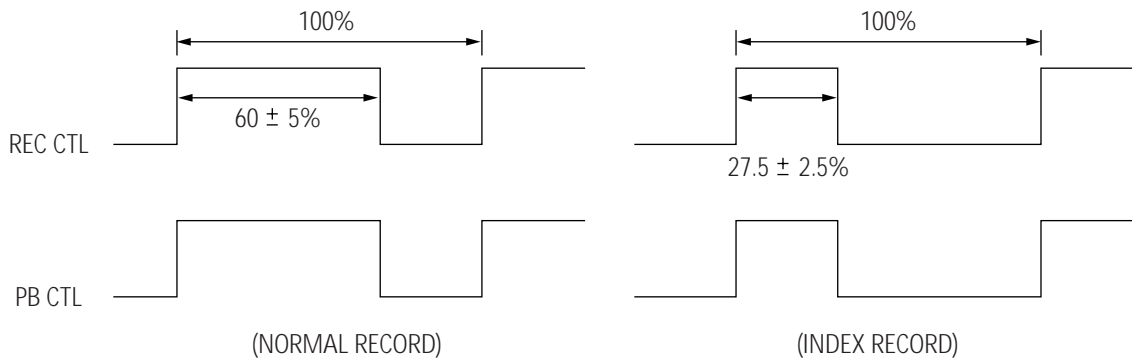 100%
100%
60 ± 5%
REC CTL
27.5 ± 2.5%
PB CTL
(NORMAL RECORD)
(INDEX RECORD)